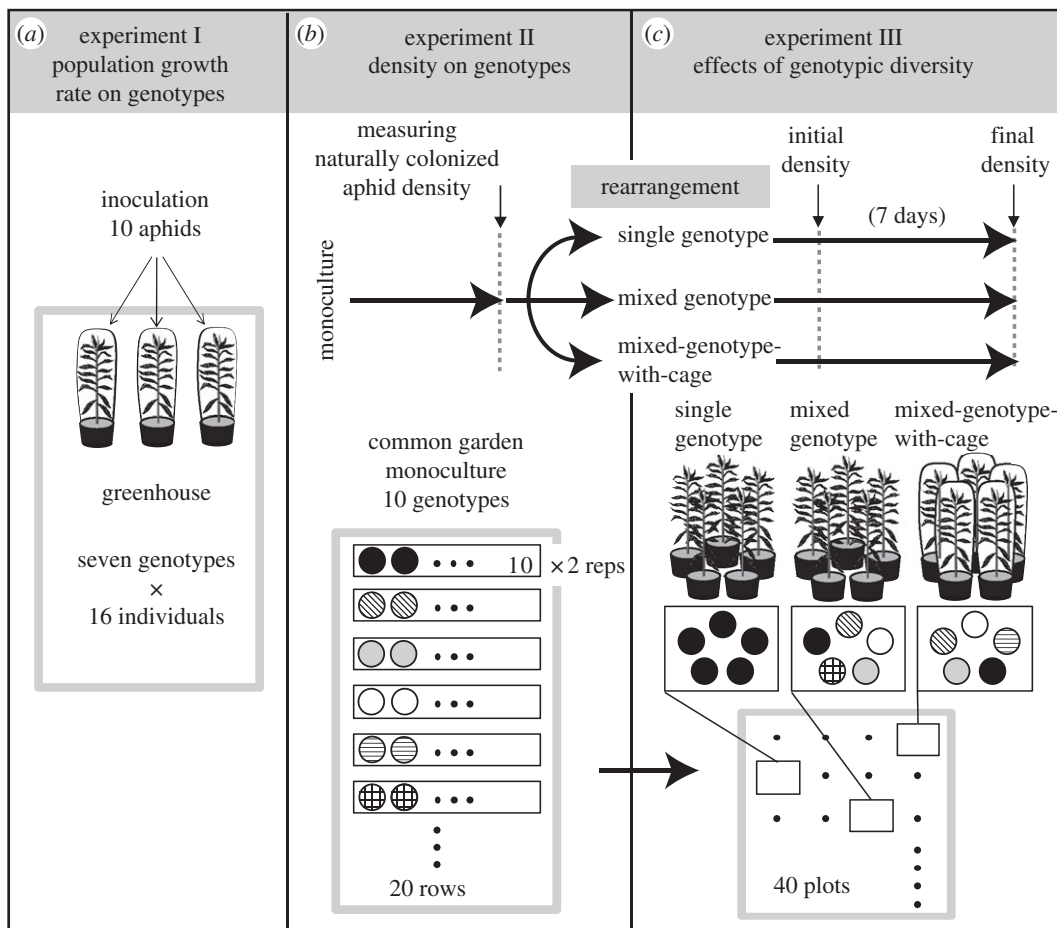 (a)
experiment I
population growth
rate on genotypes
inoculation
10 aphids
greenhouse
seven genotypes
×
16 individuals
(b)
experiment II
density on genotypes
measuring
naturally colonized
aphid density
monoculture
common garden
monoculture
10 genotypes
10 × 2 reps
20 rows
(c)
experiment III
effects of genotypic diversity
rearrangement
initial
density
final
density
(7 days)
single genotype
mixed genotype
mixed-genotype-
with-cage
single
genotype
mixed
genotype
mixed-genotype-
with-cage
40 plots